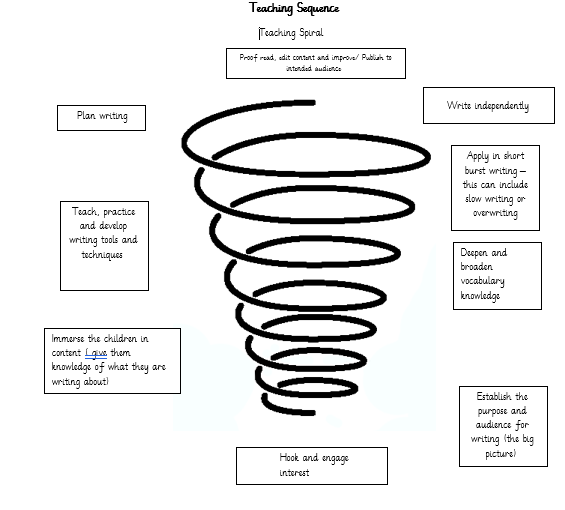 Teaching Sequence
Teaching Spiral
Proof read, edit content and improve/ Publish to
intended audience
Plan writing
Write independently
Apply in short
burst writing –
this can include
slow writing or
overwriting
Teach, practice
and develop
writing tools and
techniques
Deepen and
broaden
vocabulary
knowledge
Immerse the children in
content (give them
knowledge of what they are
writing about)
Establish the
purpose and
audience for
writing (the big
picture)
Hook and engage
interest